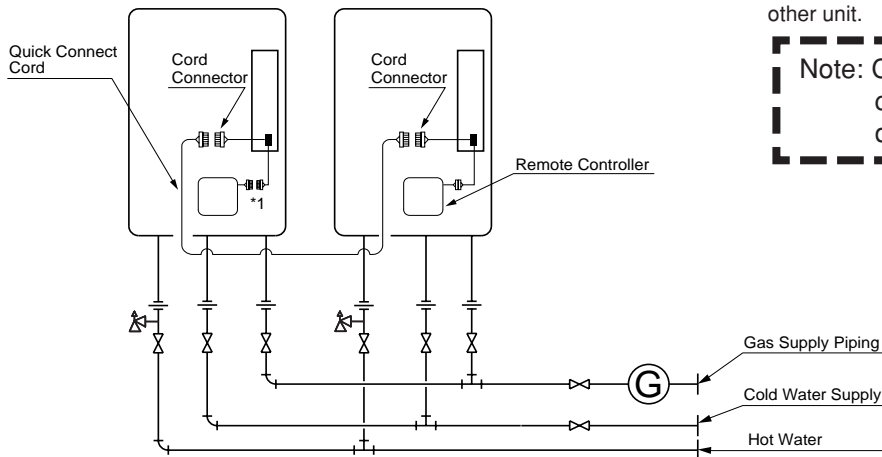 other unit.
Quick Connect
Cord
Cord
Connector
Cord
Connector
Note: C
Remote Controller
*1
G
Gas Supply Piping
Cold Water Supply
Hot Water